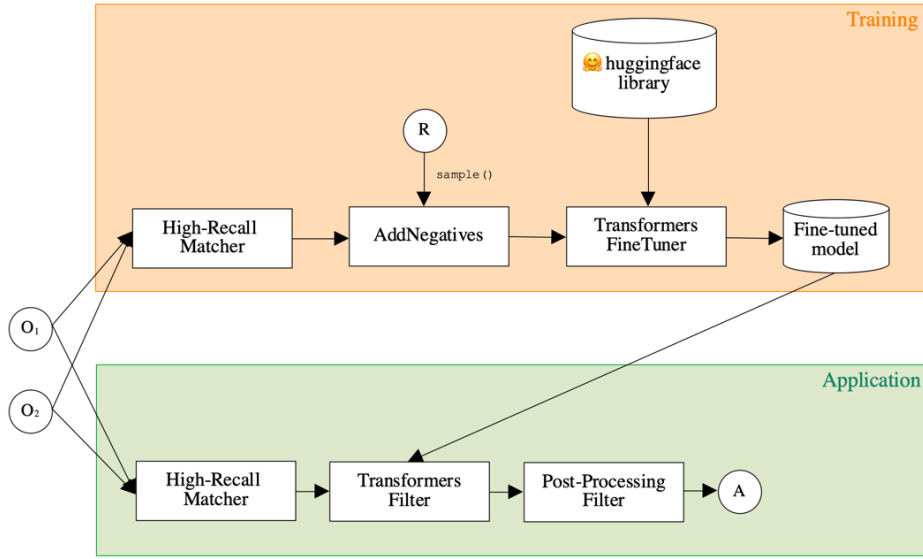 Training
🤗 huggingface
library
R
sample()
High-Recall
Matcher
AddNegatives
Transformers
FineTuner
Fine-tuned
model
O₁
O₂
Application
High-Recall
Matcher
Transformers
Filter
Post-Processing
Filter
A